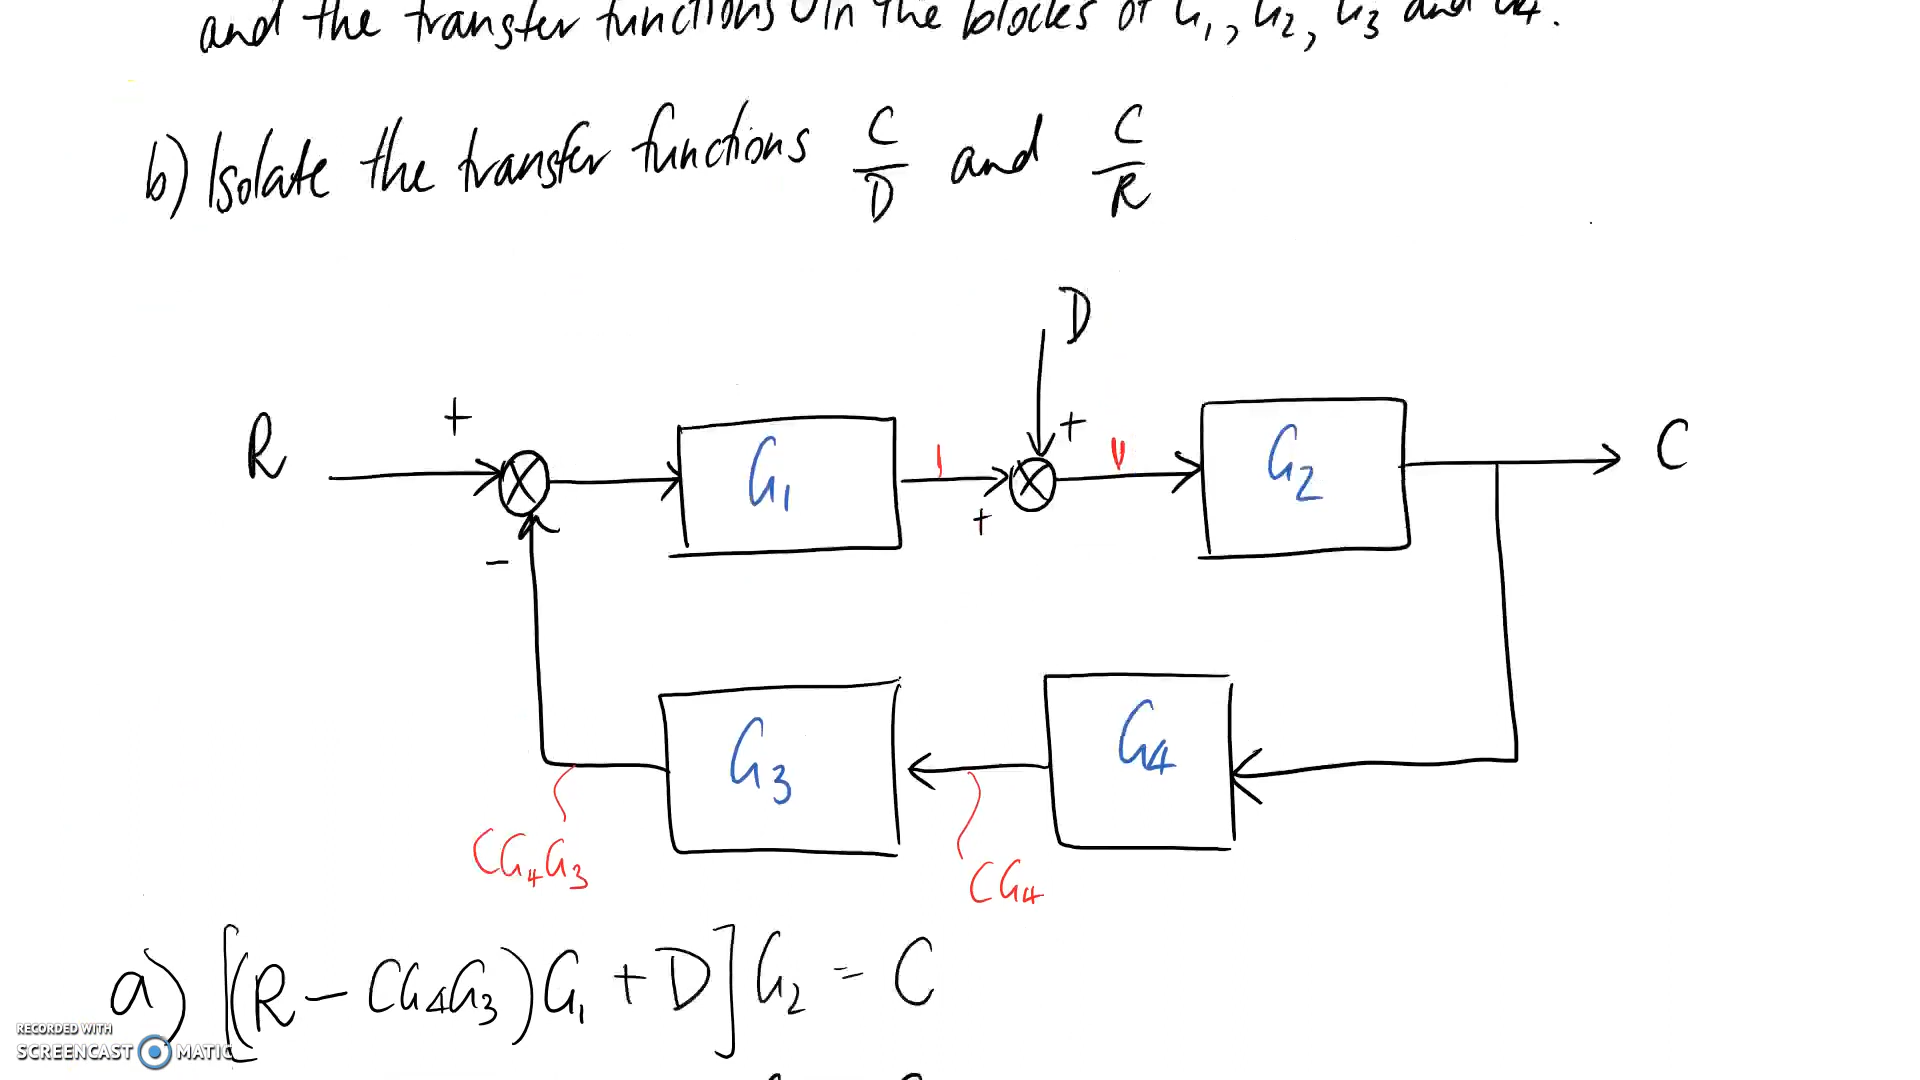 and the transfer functions in the blocks of G1, G2, G3 and G4.
b) Isolate the transfer functions C/D and C/R
D
R + + C
G1 G2
+
-
G3 G4
CG4G3 CG4
a) [(R - CG4G3)G1 + D]G2 = C
RECORDED WITH
SCREENCAST MATIC